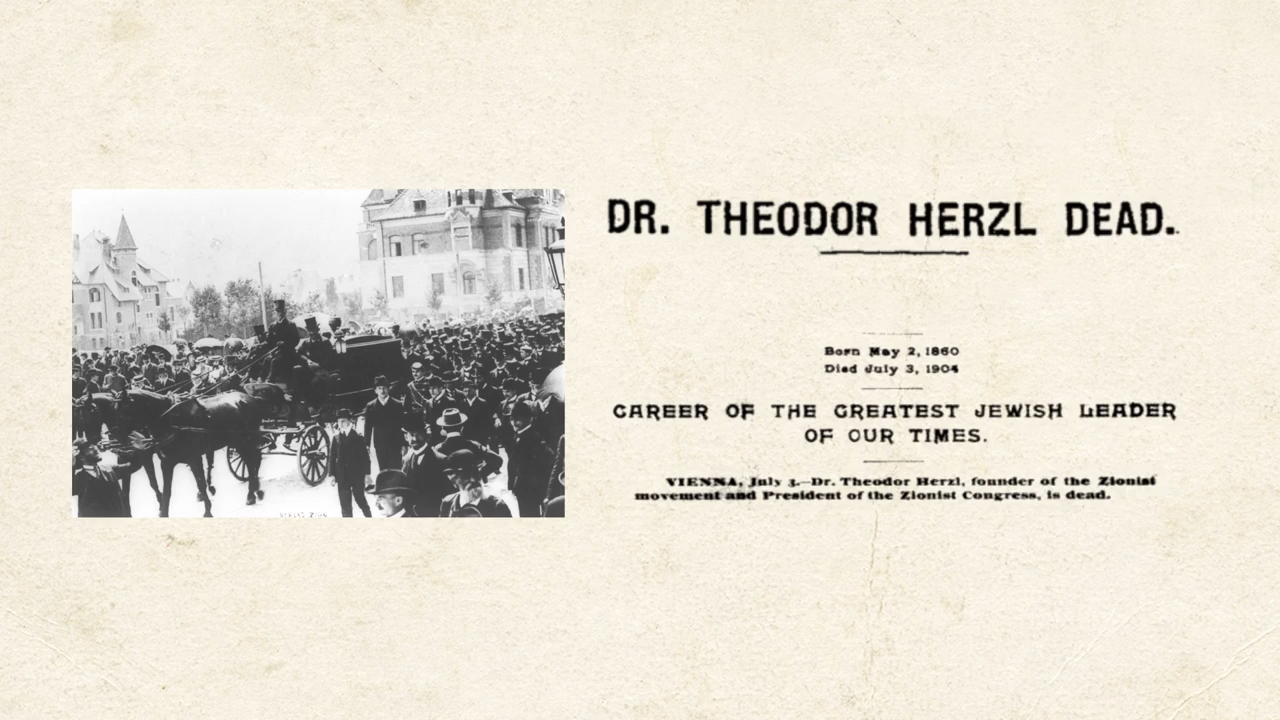 DR. THEODOR HERZL DEAD.
Born May 2, 1860
Died July 3, 1904
CAREER OF THE GREATEST JEWISH LEADER
OF OUR TIMES.
VIENNA, July 3.—Dr. Theodor Herzl, founder of the Zionist
movement and President of the Zionist Congress, is dead.